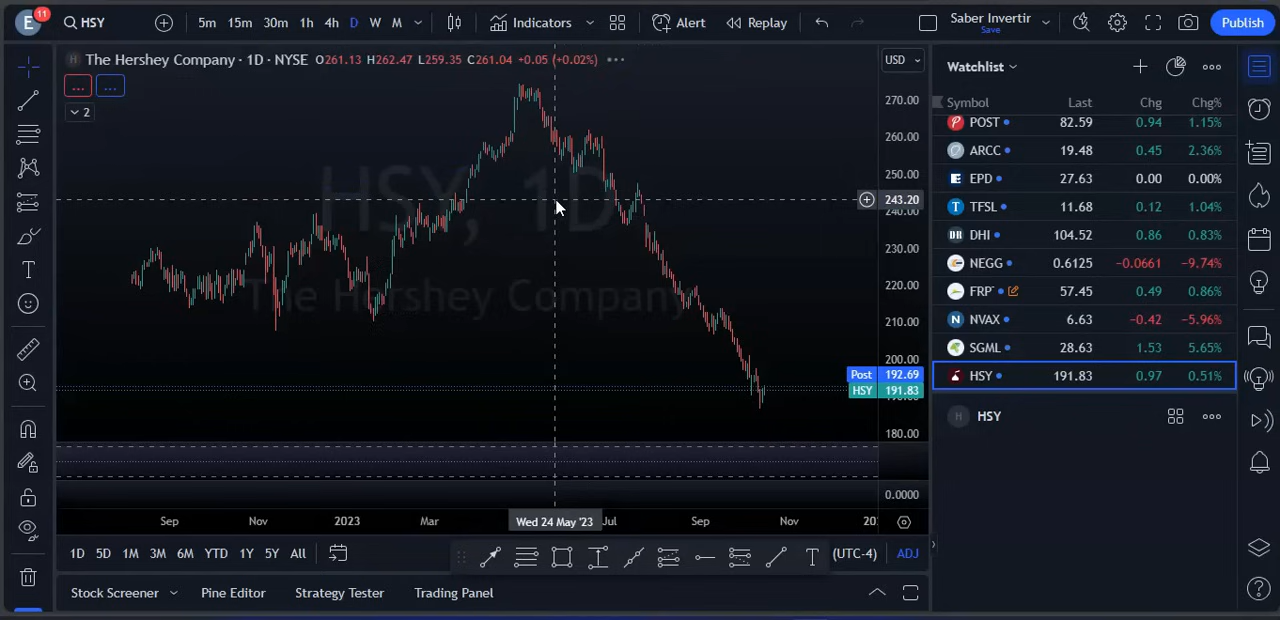 E 11 HSY 5m 15m 30m 1h 4h D W M Indicators Alert Replay Saber Invertir Save Publish
The Hershey Company · 1D · NYSE O261.13 H262.47 L259.35 C261.04 +0.05 (+0.02%) USD
... ...
2
270.00
260.00
250.00
243.20
240.00
230.00
220.00
210.00
200.00
Post 192.69
HSY 191.83
180.00
0.0000
HSY, 1D
The Hershey Company
Sep Nov 2023 Mar Wed 24 May '23 Jul Sep Nov
1D 5D 1M 3M 6M YTD 1Y 5Y All T (UTC-4) ADJ
Stock Screener Pine Editor Strategy Tester Trading Panel
Watchlist
Symbol Last Chg Chg%
POST 82.59 0.94 1.15%
ARCC 19.48 0.45 2.36%
EPD 27.63 0.00 0.00%
TFSL 11.68 0.12 1.04%
DHI 104.52 0.86 0.83%
NEGG 0.6125 −0.0661 −9.74%
FRP 57.45 0.49 0.86%
NVAX 6.63 −0.42 −5.96%
SGML 28.63 1.53 5.65%
HSY 191.83 0.97 0.51%
H HSY